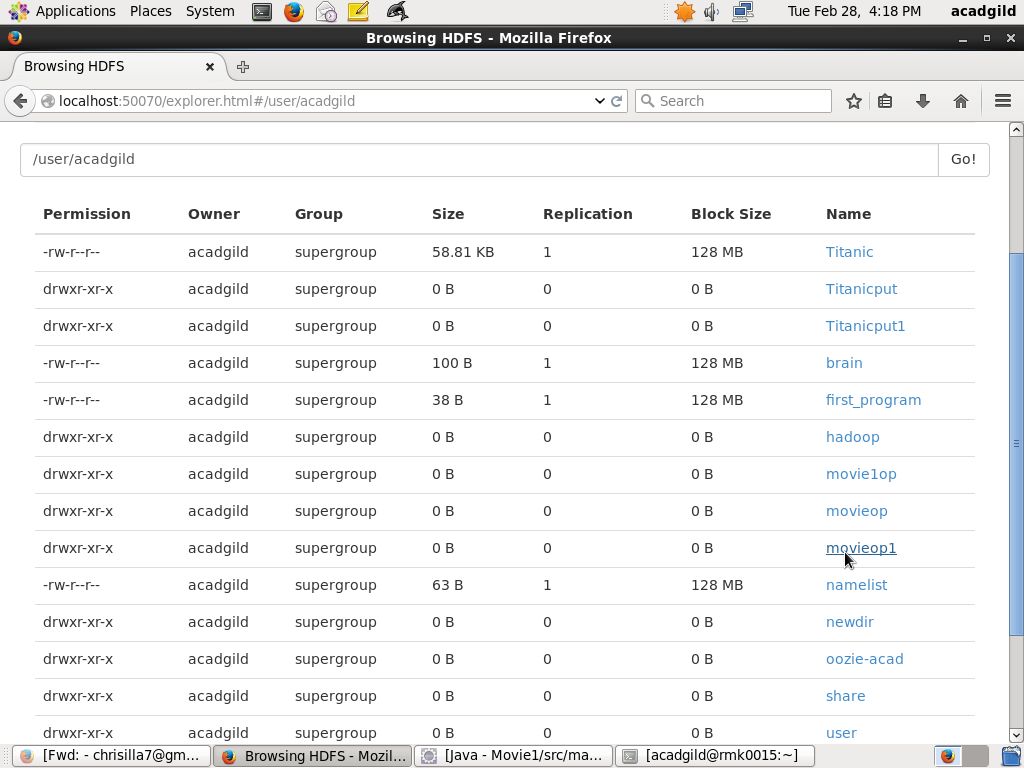 Applications Places System Tue Feb 28, 4:18 PM acadgild
Browsing HDFS - Mozilla Firefox
Browsing HDFS
localhost:50070/explorer.html#/user/acadgild Search
/user/acadgild Go!
Permission Owner Group Size Replication Block Size Name
-rw-r--r-- acadgild supergroup 58.81 KB 1 128 MB Titanic
drwxr-xr-x acadgild supergroup 0 B 0 0 B Titanicput
drwxr-xr-x acadgild supergroup 0 B 0 0 B Titanicput1
-rw-r--r-- acadgild supergroup 100 B 1 128 MB brain
-rw-r--r-- acadgild supergroup 38 B 1 128 MB first_program
drwxr-xr-x acadgild supergroup 0 B 0 0 B hadoop
drwxr-xr-x acadgild supergroup 0 B 0 0 B movie1op
drwxr-xr-x acadgild supergroup 0 B 0 0 B movieop
drwxr-xr-x acadgild supergroup 0 B 0 0 B movieop1
-rw-r--r-- acadgild supergroup 63 B 1 128 MB namelist
drwxr-xr-x acadgild supergroup 0 B 0 0 B newdir
drwxr-xr-x acadgild supergroup 0 B 0 0 B oozie-acad
drwxr-xr-x acadgild supergroup 0 B 0 0 B share
drwxr-xr-x acadgild supergroup 0 B 0 0 B user
[Fwd: - chrisilla7@gm... Browsing HDFS - Mozil... [Java - Movie1/src/ma... [acadgild@rmk0015:~]